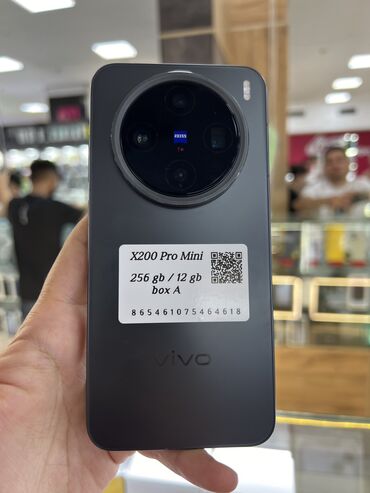 ZEISS
X200 Pro Mini
256 gb / 12 gb
box A
865461075464618
vivo